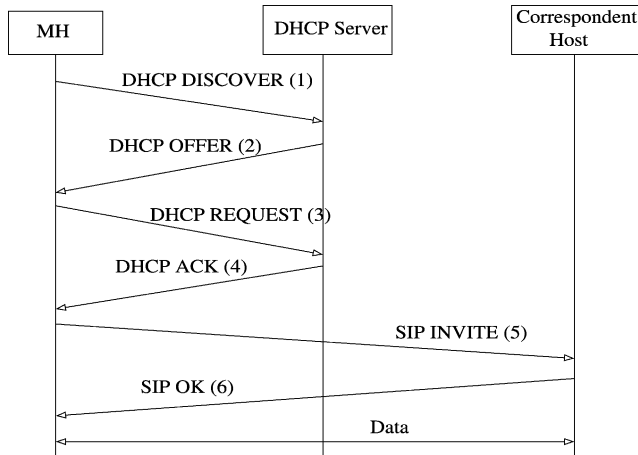 MH
DHCP Server
Correspondent
Host
DHCP DISCOVER (1)
DHCP OFFER (2)
DHCP REQUEST (3)
DHCP ACK (4)
SIP INVITE (5)
SIP OK (6)
Data